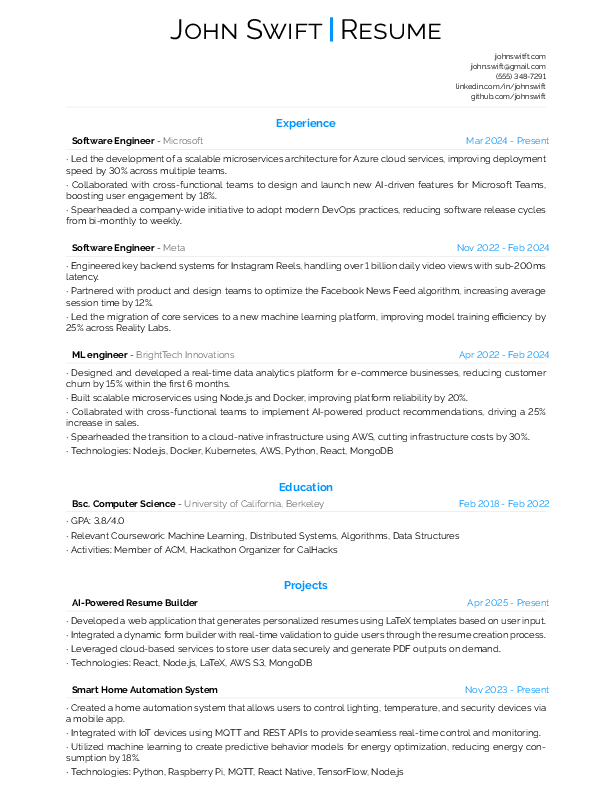 John Swift | Resume
johnswitft.com
john.swift@gmail.com
(555) 348-7291
linkedin.com/in/johnswift
github.com/johnswift
Experience
Software Engineer - Microsoft Mar 2024 - Present
· Led the development of a scalable microservices architecture for Azure cloud services, improving deployment
speed by 30% across multiple teams.
· Collaborated with cross-functional teams to design and launch new AI-driven features for Microsoft Teams,
boosting user engagement by 18%.
· Spearheaded a company-wide initiative to adopt modern DevOps practices, reducing software release cycles
from bi-monthly to weekly.
Software Engineer - Meta Nov 2022 - Feb 2024
· Engineered key backend systems for Instagram Reels, handling over 1 billion daily video views with sub-200ms
latency.
· Partnered with product and design teams to optimize the Facebook News Feed algorithm, increasing average
session time by 12%.
· Led the migration of core services to a new machine learning platform, improving model training efficiency by
25% across Reality Labs.
ML engineer - BrightTech Innovations Apr 2022 - Feb 2024
· Designed and developed a real-time data analytics platform for e-commerce businesses, reducing customer
churn by 15% within the first 6 months.
· Built scalable microservices using Node.js and Docker, improving platform reliability by 20%.
· Collabrated with cross-functional teams to implement AI-powered product recommendations, driving a 25%
increase in sales.
· Spearheaded the transition to a cloud-native infrastructure using AWS, cutting infrastructure costs by 30%.
· Technologies: Node.js, Docker, Kubernetes, AWS, Python, React, MongoDB
Education
Bsc. Computer Science - University of California, Berkeley Feb 2018 - Feb 2022
· GPA: 3.8/4.0
· Relevant Coursework: Machine Learning, Distributed Systems, Algorithms, Data Structures
· Activities: Member of ACM, Hackathon Organizer for CalHacks
Projects
AI-Powered Resume Builder Apr 2025 - Present
· Developed a web application that generates personalized resumes using LaTeX templates based on user input.
· Integrated a dynamic form builder with real-time validation to guide users through the resume creation process.
· Leveraged cloud-based services to store user data securely and generate PDF outputs on demand.
· Technologies: React, Node.js, LaTeX, AWS S3, MongoDB
Smart Home Automation System Nov 2023 - Present
· Created a home automation system that allows users to control lighting, temperature, and security devices via
a mobile app.
· Integrated with IoT devices using MQTT and REST APIs to provide seamless real-time control and monitoring.
· Utilized machine learning to create predictive behavior models for energy optimization, reducing energy con-
sumption by 18%.
· Technologies: Python, Raspberry Pi, MQTT, React Native, TensorFlow, Node.js